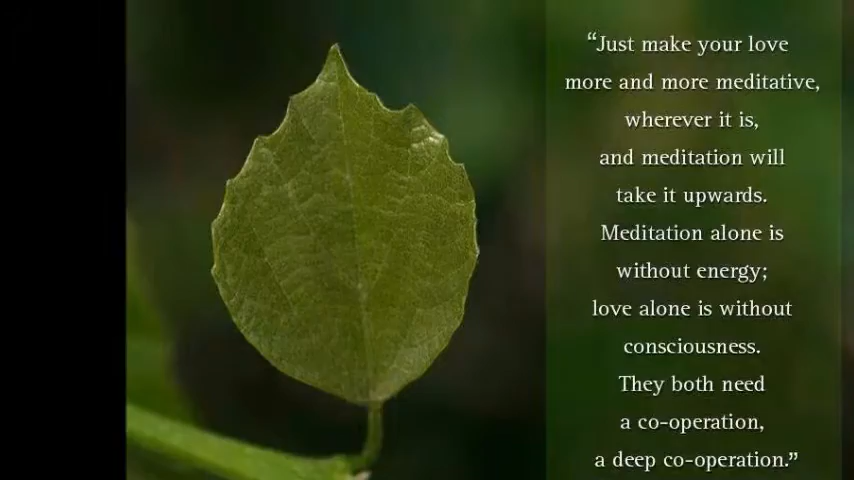 “Just make your love
more and more meditative,
wherever it is,
and meditation will
take it upwards.
Meditation alone is
without energy;
love alone is without
consciousness.
They both need
a co-operation,
a deep co-operation.”